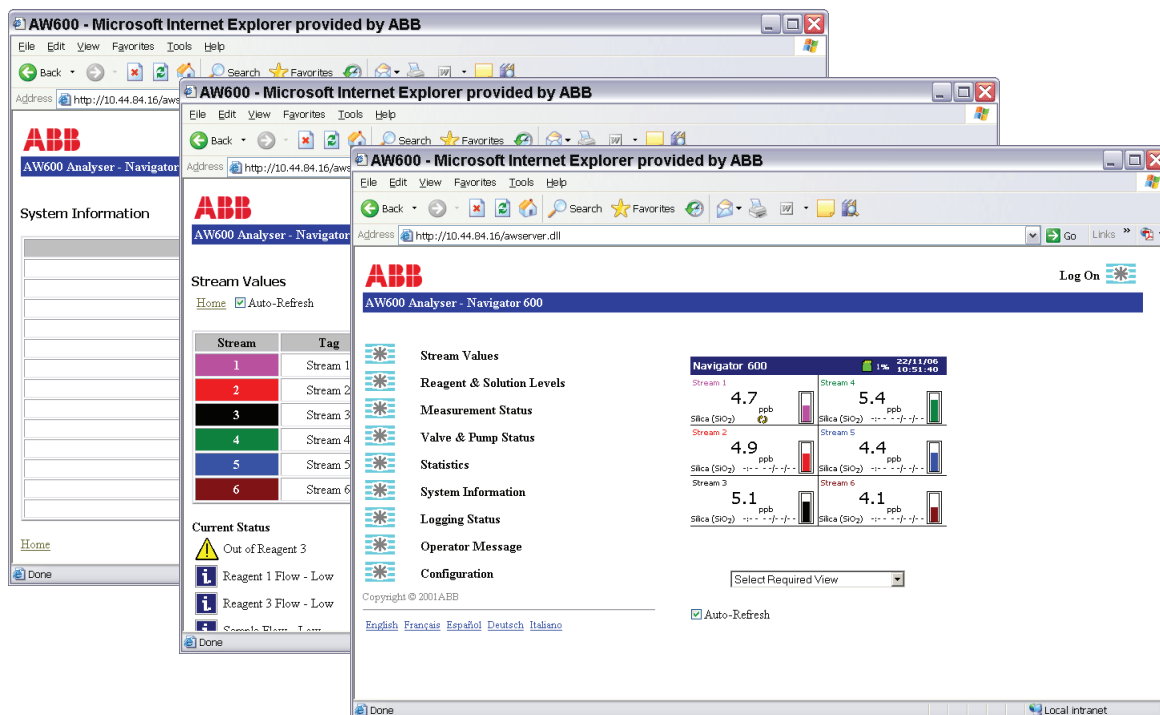 AW600 - Microsoft Internet Explorer provided by ABB
File Edit View Favorites Tools Help
Back Search Favorites
Address http://10.44.84.16/aws
ABB
AW600 Analyser - Navigator
System Information
Home
Done
AW600 - Microsoft Internet Explorer provided by ABB
File Edit View Favorites Tools Help
Back Search Favorites
Address http://10.44.84.16/aws
ABB
AW600 Analyser - Navigator
Stream Values
Home Auto-Refresh
Stream Tag
1 Stream 1
2 Stream 2
3 Stream 3
4 Stream 4
5 Stream 5
6 Stream 6
Current Status
Out of Reagent 3
Reagent 1 Flow - Low
Reagent 3 Flow - Low
Sample Flow - Low
Done
AW600 - Microsoft Internet Explorer provided by ABB
File Edit View Favorites Tools Help
Back Search Favorites
Address http://10.44.84.16/awserver.dll Go Links »
ABB
Log On
AW600 Analyser - Navigator 600
Stream Values
Reagent & Solution Levels
Measurement Status
Valve & Pump Status
Statistics
System Information
Logging Status
Operator Message
Configuration
Copyright © 2001ABB
English Français Español Deutsch Italiano
Navigator 600 1% 22/11/06
10:51:40
Stream 1 Stream 4
4.7 5.4
ppb ppb
Silica (SiO₂) Silica (SiO₂) -:-- --/--/--
Stream 2 Stream 5
4.9 4.4
ppb ppb
Silica (SiO₂) -:-- --/--/-- Silica (SiO₂) -:-- --/--/--
Stream 3 Stream 6
5.1 4.1
ppb ppb
Silica (SiO₂) -:-- --/--/-- Silica (SiO₂) -:-- --/--/--
Select Required View
Auto-Refresh
Done Local intranet